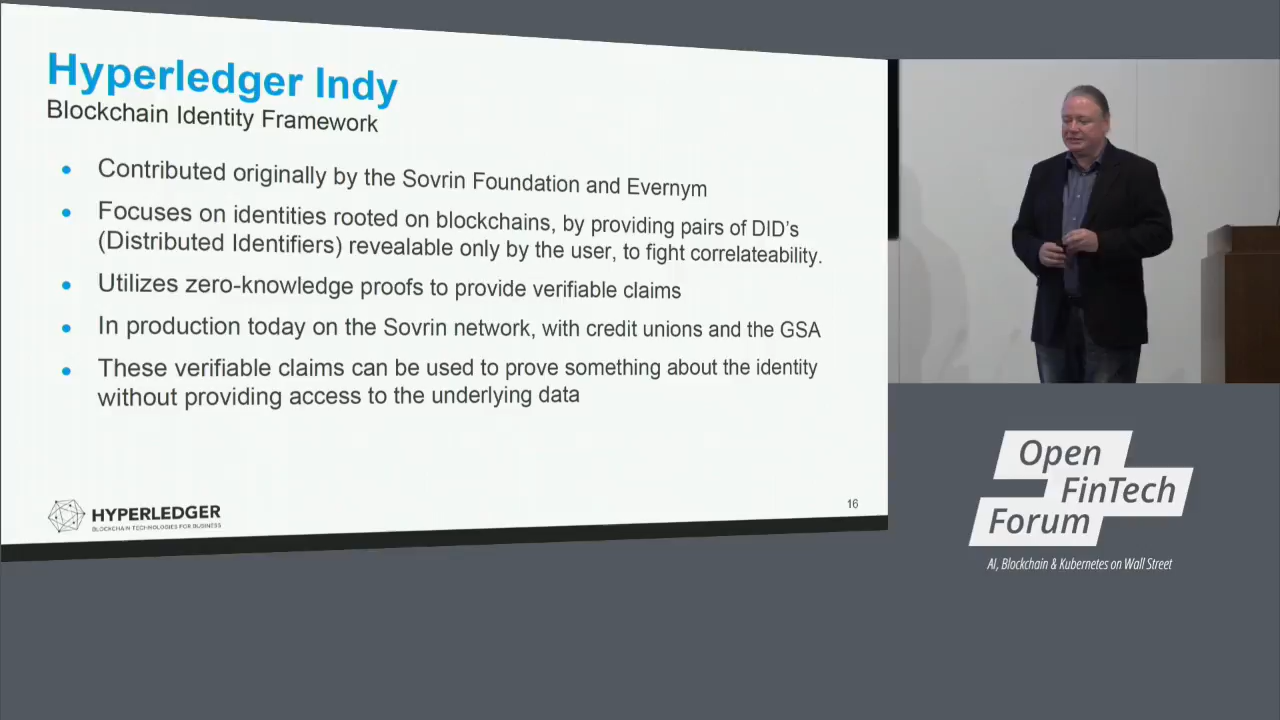 Hyperledger Indy
Blockchain Identity Framework
Contributed originally by the Sovrin Foundation and Evernym
Focuses on identities rooted on blockchains, by providing pairs of DID's
(Distributed Identifiers) revealable only by the user, to fight correlateability.
Utilizes zero-knowledge proofs to provide verifiable claims
In production today on the Sovrin network, with credit unions and the GSA
These verifiable claims can be used to prove something about the identity
without providing access to the underlying data
HYPERLEDGER
BLOCKCHAIN TECHNOLOGIES FOR BUSINESS
16
Open
FinTech
Forum
AI, Blockchain & Kubernetes on Wall Street